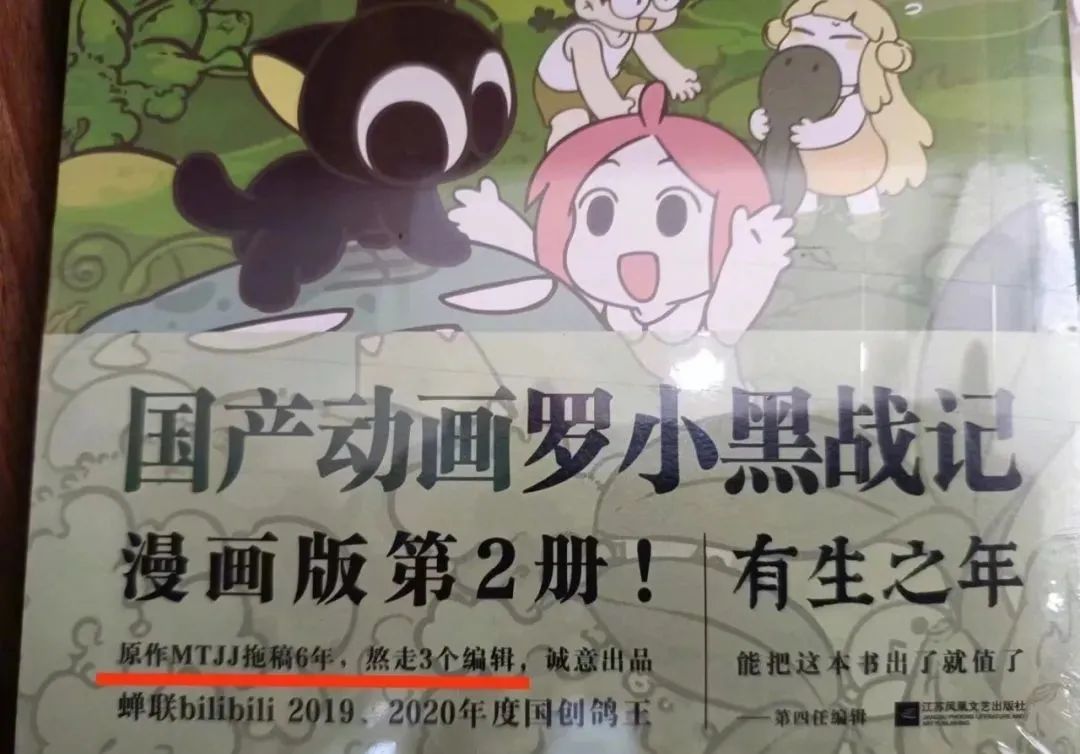 国产动画罗小黑战记
漫画版第2册！
原作MTJJ拖稿6年，熬走3个编辑，诚意出品
蝉联bilibili 2019、2020年度国创鸽王
有生之年
能把这本书出了就值了
——第四任编辑
江苏凤凰文艺出版社
JIANGSU PHOENIX LITERATURE AND